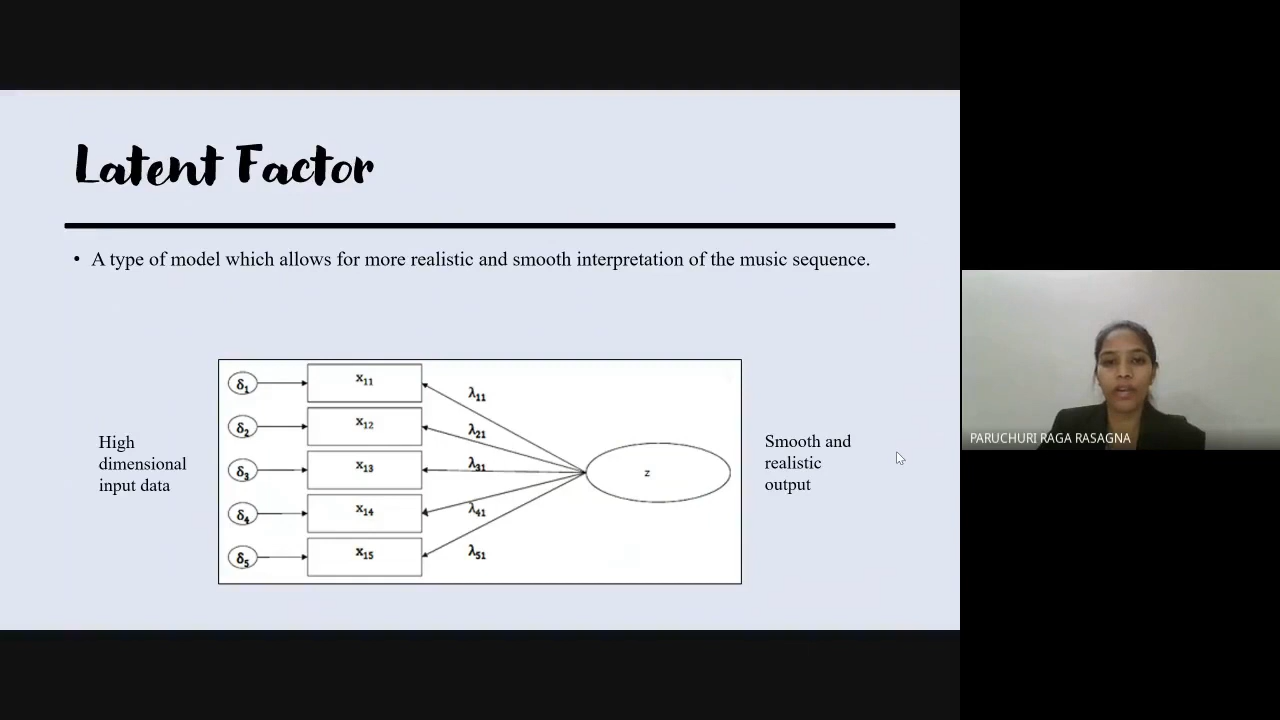 Latent Factor
• A type of model which allows for more realistic and smooth interpretation of the music sequence.
δ1 x11 λ11
δ2 x12 λ21
δ3 x13 λ31
δ4 x14 λ41
δ5 x15 λ51
z
High
dimensional
input data
Smooth and
realistic
output
PARUCHURI RAGA RASAGNA